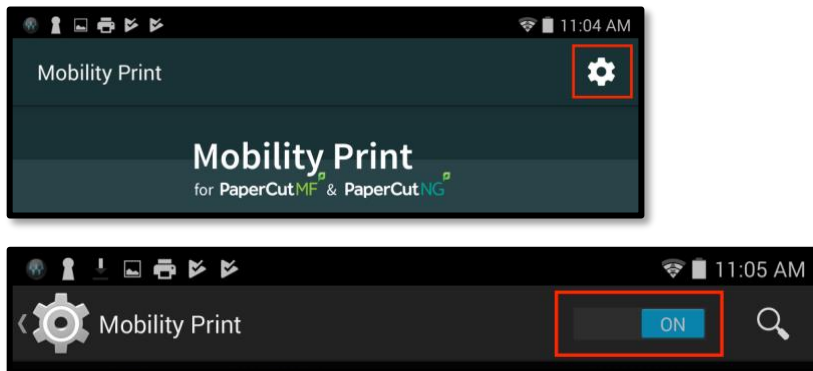 11:04 AM
Mobility Print
Mobility Print
for PaperCutMF & PaperCutNG
11:05 AM
Mobility Print
ON